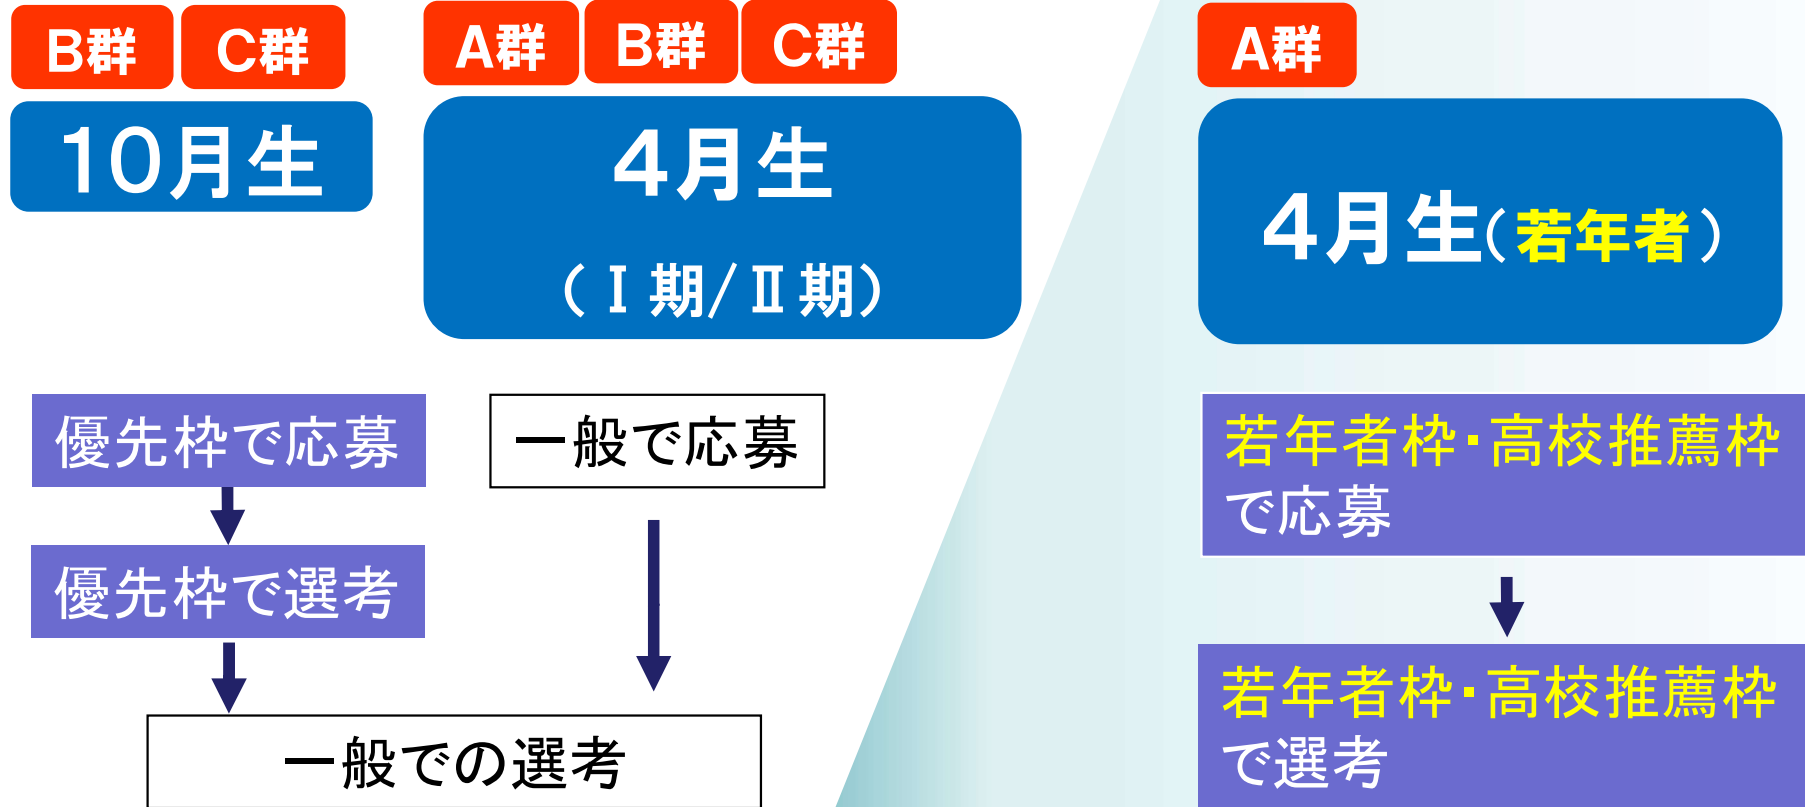 B群 C群 A群 B群 C群 A群
10月生
4月生
（Ⅰ期/Ⅱ期）
4月生（若年者）
優先枠で応募
一般で応募
若年者枠・高校推薦枠
で応募
優先枠で選考
一般での選考
若年者枠・高校推薦枠
で選考